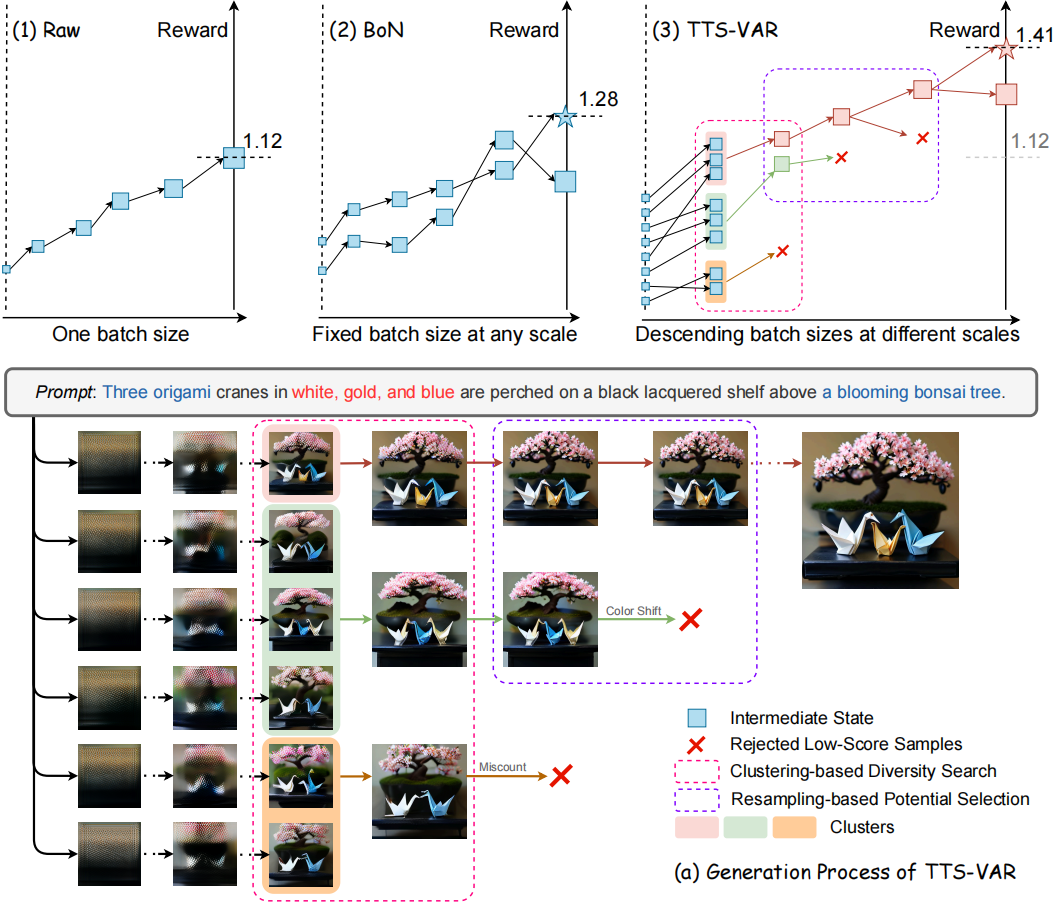 (1) Raw
Reward
1.12
One batch size
(2) BoN
Reward
1.28
Fixed batch size at any scale
(3) TTS-VAR
Reward
1.41
1.12
Descending batch sizes at different scales
Prompt: Three origami cranes in white, gold, and blue are perched on a black lacquered shelf above a blooming bonsai tree.
Color Shift
Miscount
Intermediate State
Rejected Low-Score Samples
Clustering-based Diversity Search
Resampling-based Potential Selection
Clusters
(a) Generation Process of TTS-VAR